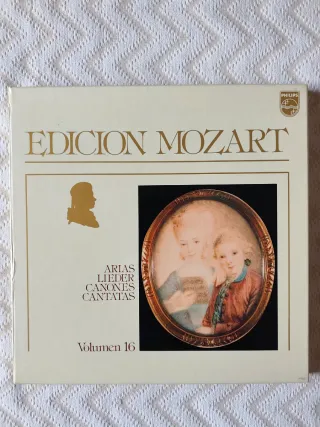 PHILIPS
EDICION MOZART
ARIAS
LIEDER
CANONES
CANTATAS
Volumen 16